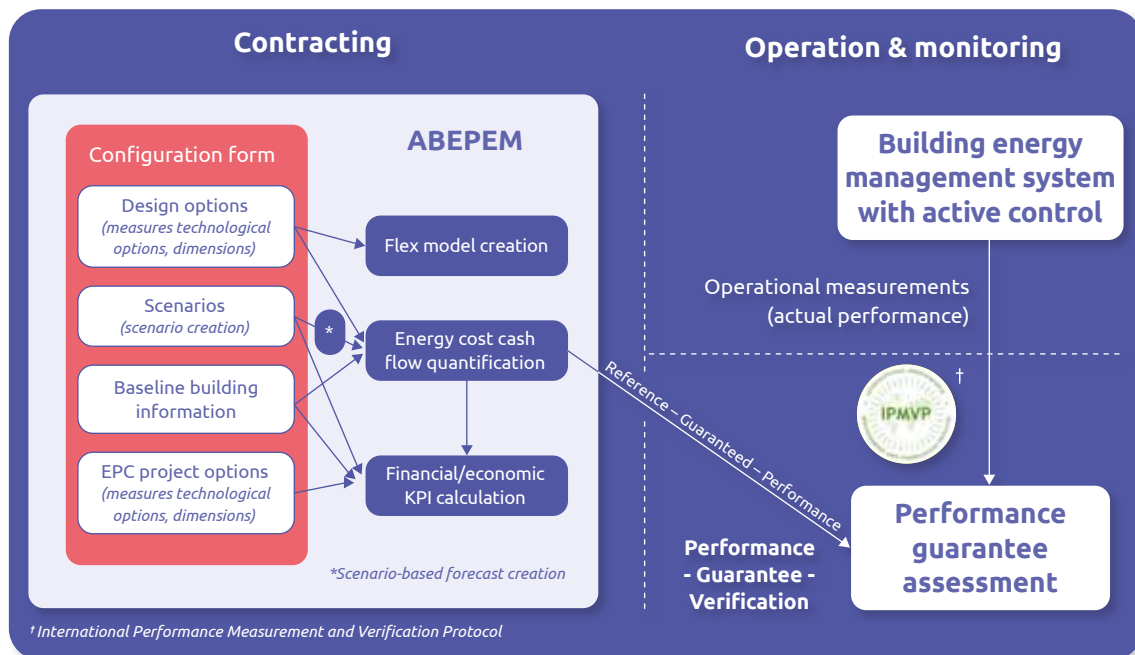 Contracting
Operation & monitoring
ABEPEM
Configuration form
Design options
(measures technological
options, dimensions)
Scenarios
(scenario creation)
Baseline building
information
EPC project options
(measures technological
options, dimensions)
Flex model creation
*
Energy cost cash
flow quantification
Financial/economic
KPI calculation
*Scenario-based forecast creation
Building energy
management system
with active control
Operational measurements
(actual performance)
†
IPMVP
Reference – Guaranteed – Performance
Performance
- Guarantee -
Verification
Performance
guarantee
assessment
† International Performance Measurement and Verification Protocol